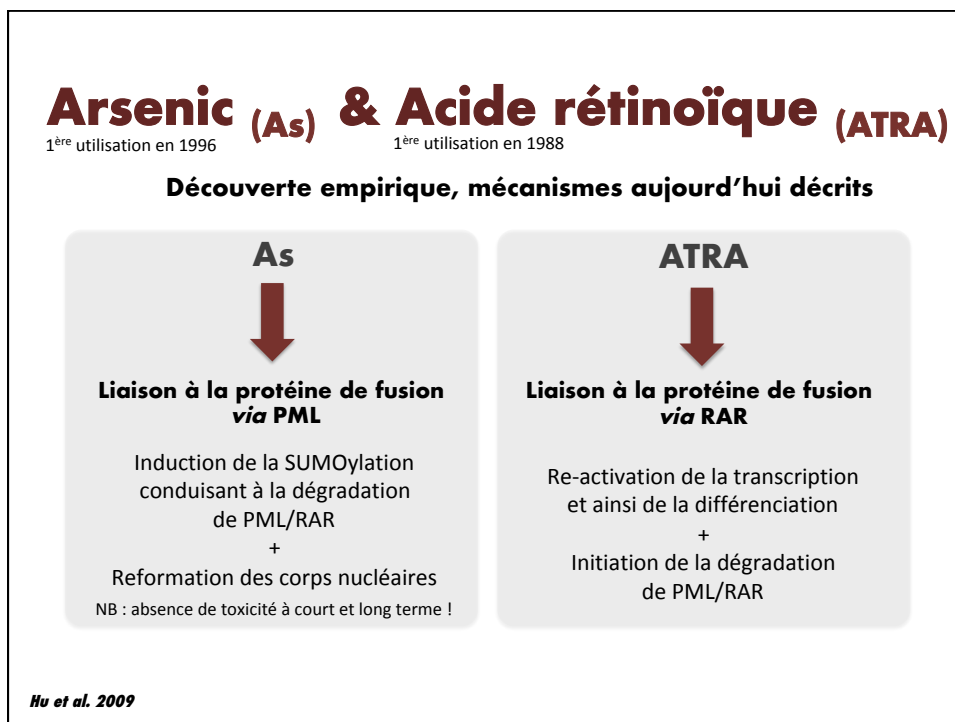 Arsenic (As) & Acide rétinoïque (ATRA)
1ère utilisation en 1996 1ère utilisation en 1988
Découverte empirique, mécanismes aujourd’hui décrits
As
Liaison à la protéine de fusion
via PML
Induction de la SUMOylation
conduisant à la dégradation
de PML/RAR
+
Reformation des corps nucléaires
NB : absence de toxicité à court et long terme !
ATRA
Liaison à la protéine de fusion
via RAR
Re-activation de la transcription
et ainsi de la différenciation
+
Initiation de la dégradation
de PML/RAR
Hu et al. 2009